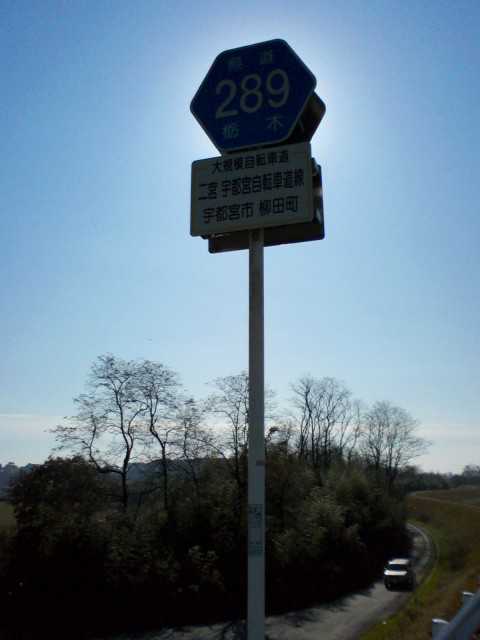 県道
289
栃木
大規模自転車道
二宮 宇都宮自転車道線
宇都宮市 柳田町